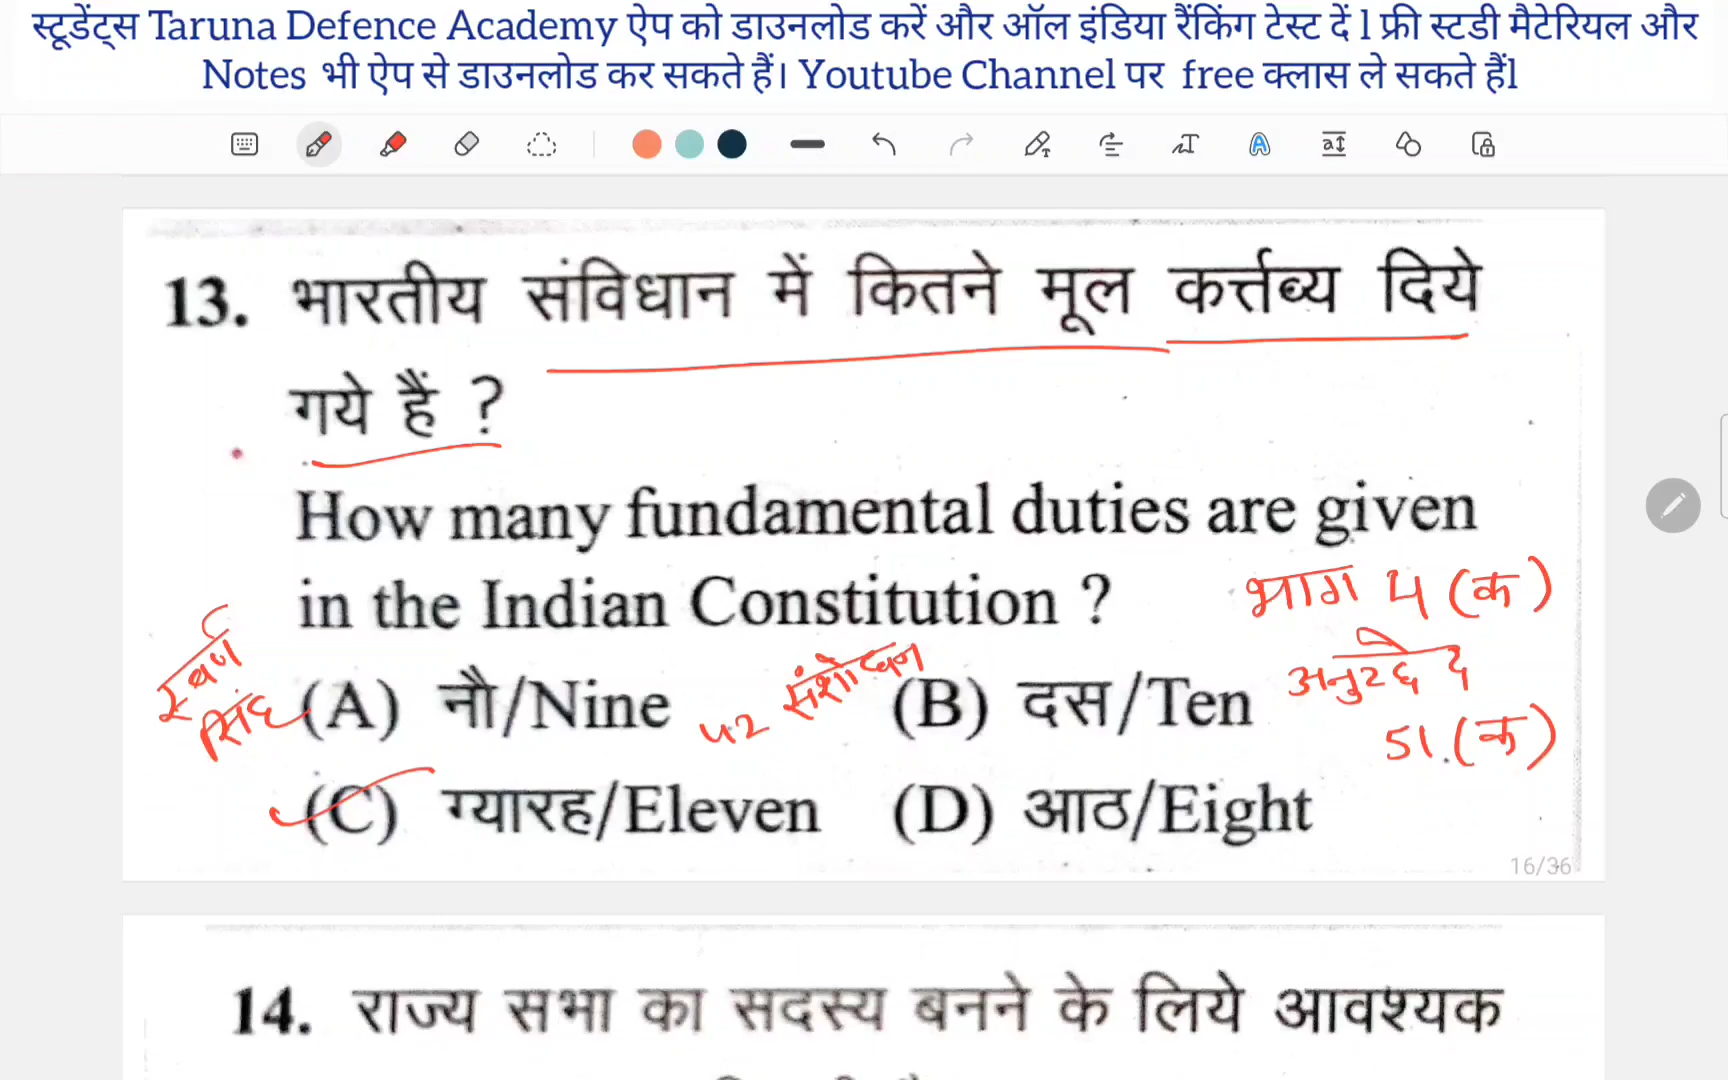 स्टूडेंट्स Taruna Defence Academy ऐप को डाउनलोड करें और ऑल इंडिया रैंकिंग टेस्ट दें l फ्री स्टडी मैटेरियल और
Notes भी ऐप से डाउनलोड कर सकते हैं। Youtube Channel पर free क्लास ले सकते हैंl
13. भारतीय संविधान में कितने मूल कर्त्तव्य दिये
गये हैं ?
How many fundamental duties are given
in the Indian Constitution ?
भाग 4 (क)
स्वर्ण
सिंह
(A) नौ/Nine
42 संशोधन
(B) दस/Ten
अनुच्छेद
51.(क)
(C) ग्यारह/Eleven (D) आठ/Eight
16/36
14. राज्य सभा का सदस्य बनने के लिये आवश्यक